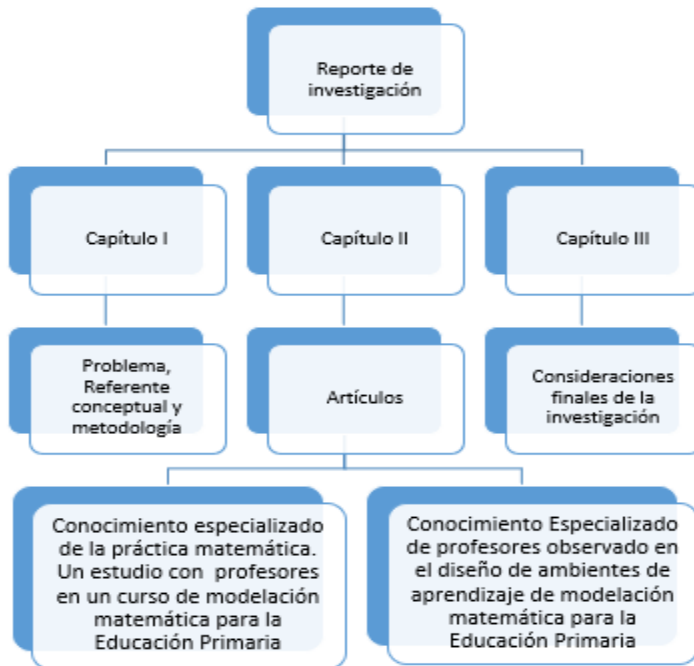 Reporte de
investigación
Capítulo I
Capítulo II
Capítulo III
Problema,
Referente
conceptual y
metodología
Artículos
Consideraciones
finales de la
investigación
Conocimiento especializado
de la práctica matemática.
Un estudio con profesores
en un curso de modelación
matemática para la
Educación Primaria
Conocimiento Especializado
de profesores observado en
el diseño de ambientes de
aprendizaje de modelación
matemática para la
Educación Primaria